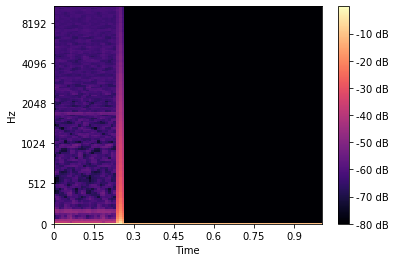 8192
4096
2048
1024
512
0
Hz
0 0.15 0.3 0.45 0.6 0.75 0.9
Time
-10 dB
-20 dB
-30 dB
-40 dB
-50 dB
-60 dB
-70 dB
-80 dB